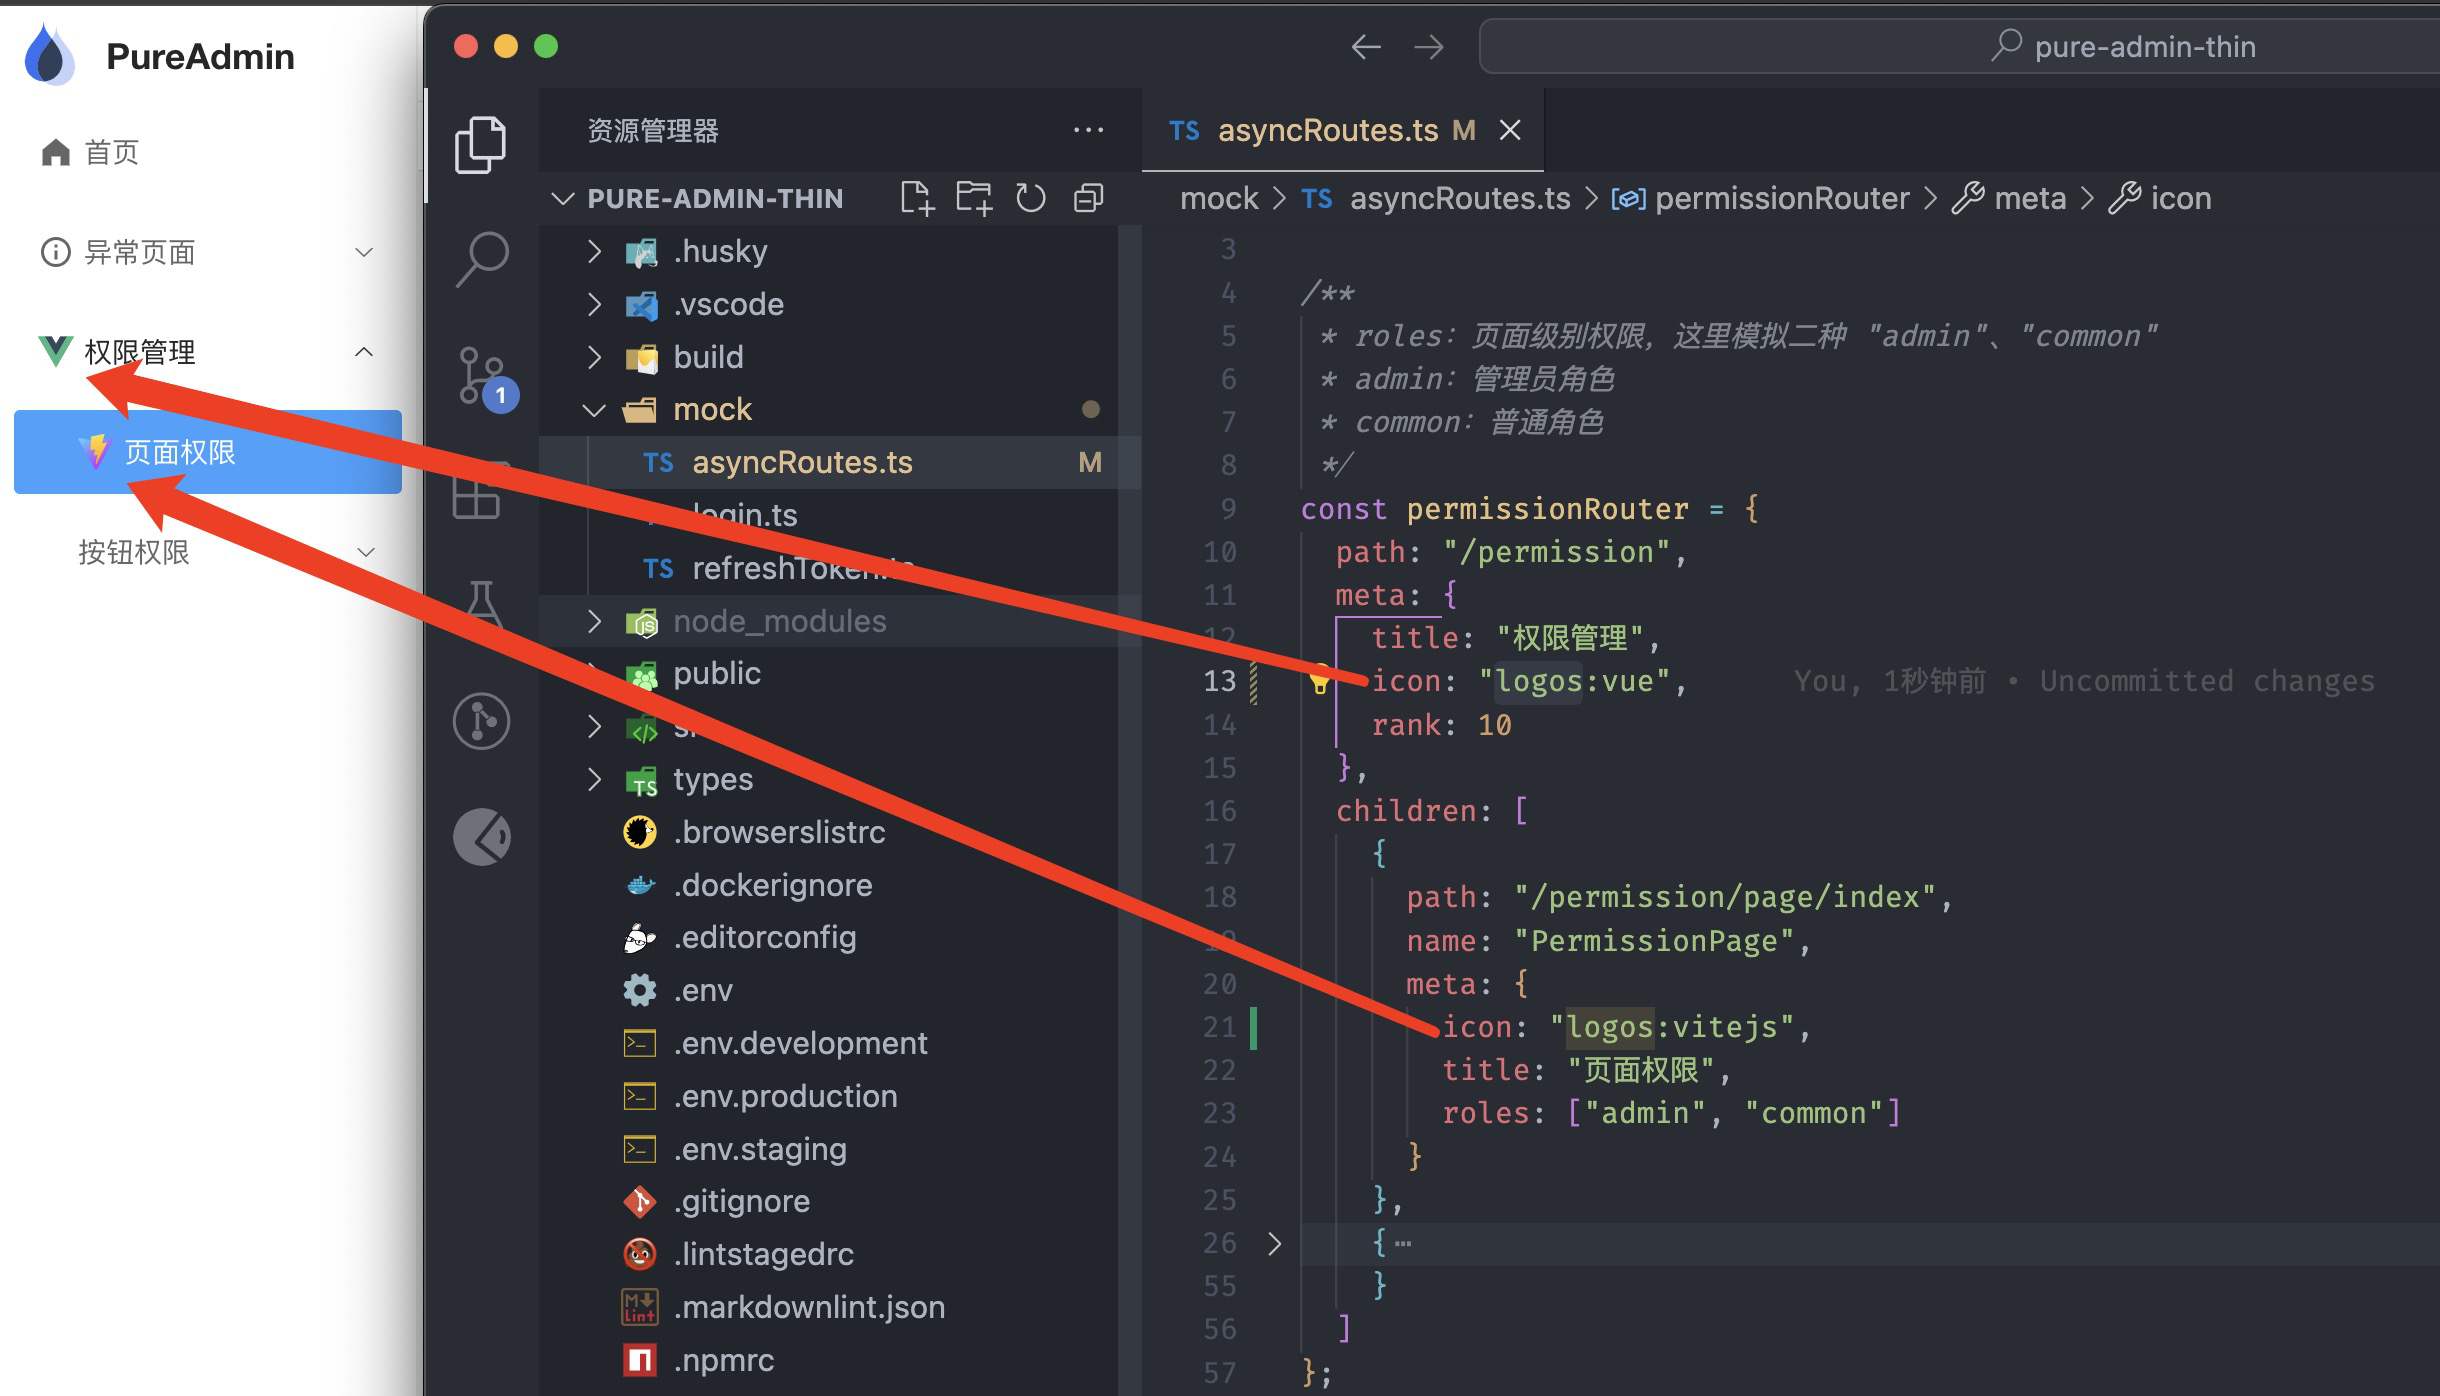 PureAdmin
首页
异常页面
权限管理
页面权限
按钮权限
pure-admin-thin
资源管理器
PURE-ADMIN-THIN
.husky
.vscode
build
mock
TS asyncRoutes.ts M
login.ts
TS refreshToken.ts
node_modules
public
types
.browserslistrc
.dockerignore
.editorconfig
.env
.env.development
.env.production
.env.staging
.gitignore
.lintstagedrc
.markdownlint.json
.npmrc
1
TS asyncRoutes.ts M
mock > TS asyncRoutes.ts > permissionRouter > meta > icon
3
4 /**
5 * roles: 页面级别权限，这里模拟二种 "admin"、"common"
6 * admin: 管理员角色
7 * common: 普通角色
8 */
9 const permissionRouter = {
10 path: "/permission",
11 meta: {
12 title: "权限管理",
13 icon: "logos:vue", You, 1秒钟前 • Uncommitted changes
14 rank: 10
15 },
16 children: [
17 {
18 path: "/permission/page/index",
19 name: "PermissionPage",
20 meta: {
21 icon: "logos:vitejs",
22 title: "页面权限",
23 roles: ["admin", "common"]
24 }
25 },
26 { ⋯
55 }
56 ]
57 };